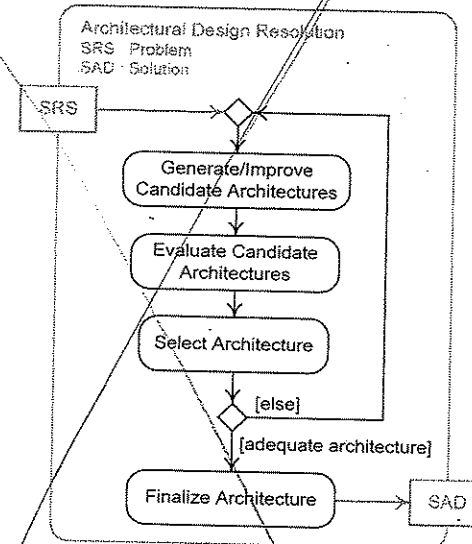 Architectural Design Resolution
SRS : Problem
SAD : Solution
SRS
Generate/Improve
Candidate Architectures
Evaluate Candidate
Architectures
Select Architecture
[else]
[adequate architecture]
Finalize Architecture
SAD